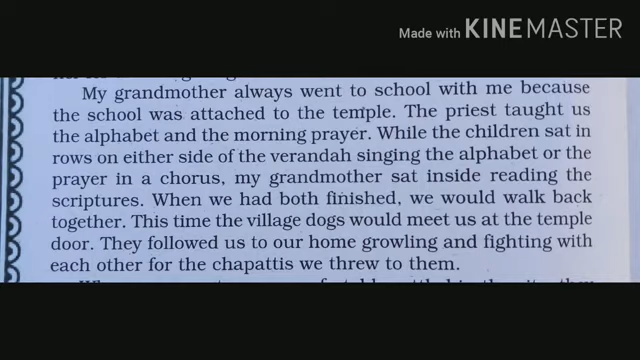 Made with KINEMASTER
My grandmother always went to school with me because
the school was attached to the temple. The priest taught us
the alphabet and the morning prayer. While the children sat in
rows on either side of the verandah singing the alphabet or the
prayer in a chorus, my grandmother sat inside reading the
scriptures. When we had both finished, we would walk back
together. This time the village dogs would meet us at the temple
door. They followed us to our home growling and fighting with
each other for the chapattis we threw to them.